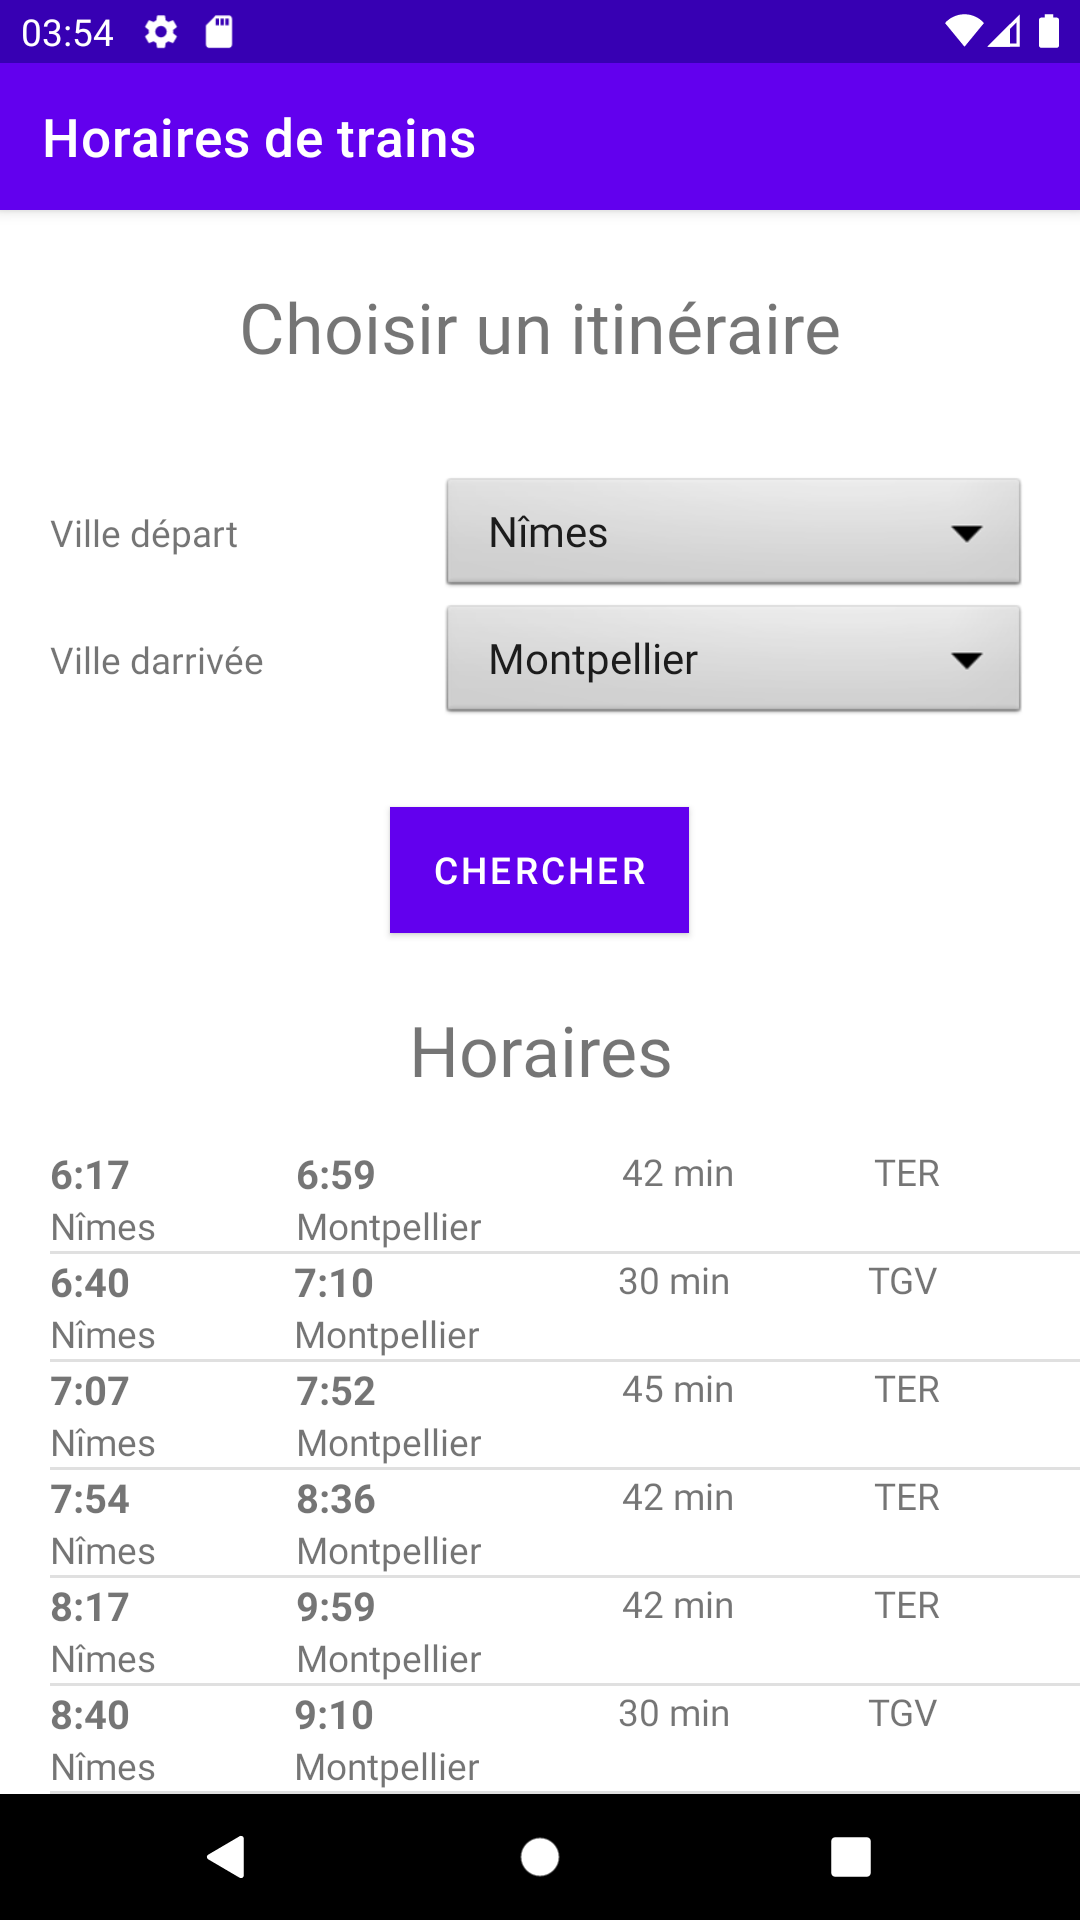 03:54
Horaires de trains
Choisir un itinéraire
Ville départ Nîmes
Ville darrivée Montpellier
CHERCHER
Horaires
6:17 6:59 42 min TER
Nîmes Montpellier
6:40 7:10 30 min TGV
Nîmes Montpellier
7:07 7:52 45 min TER
Nîmes Montpellier
7:54 8:36 42 min TER
Nîmes Montpellier
8:17 9:59 42 min TER
Nîmes Montpellier
8:40 9:10 30 min TGV
Nîmes Montpellier